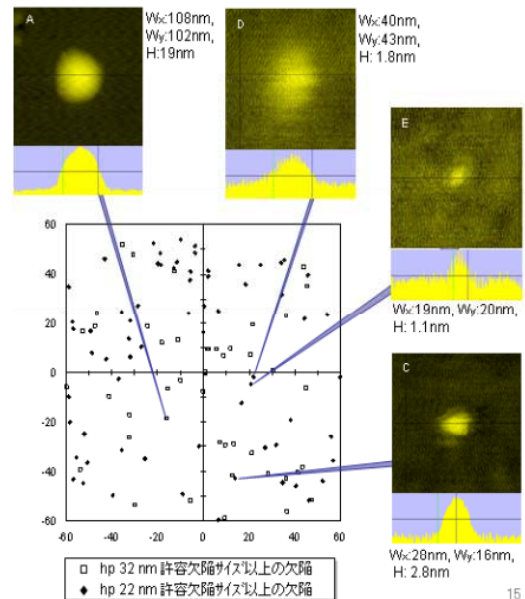 A
Wx:108nm,
Wy:102nm,
H:19nm
D
Wx:40nm,
Wy:43nm,
H: 1.8nm
E
Wx:19nm, Wy:20nm,
H: 1.1nm
C
Wx:28nm, Wy:16nm,
H: 2.8nm
60
40
20
0
-20
-40
-60
-60 -40 -20 0 20 40 60
□ hp 32 nm 許容欠陥サイズ以上の欠陥
◆ hp 22 nm 許容欠陥サイズ以上の欠陥
15